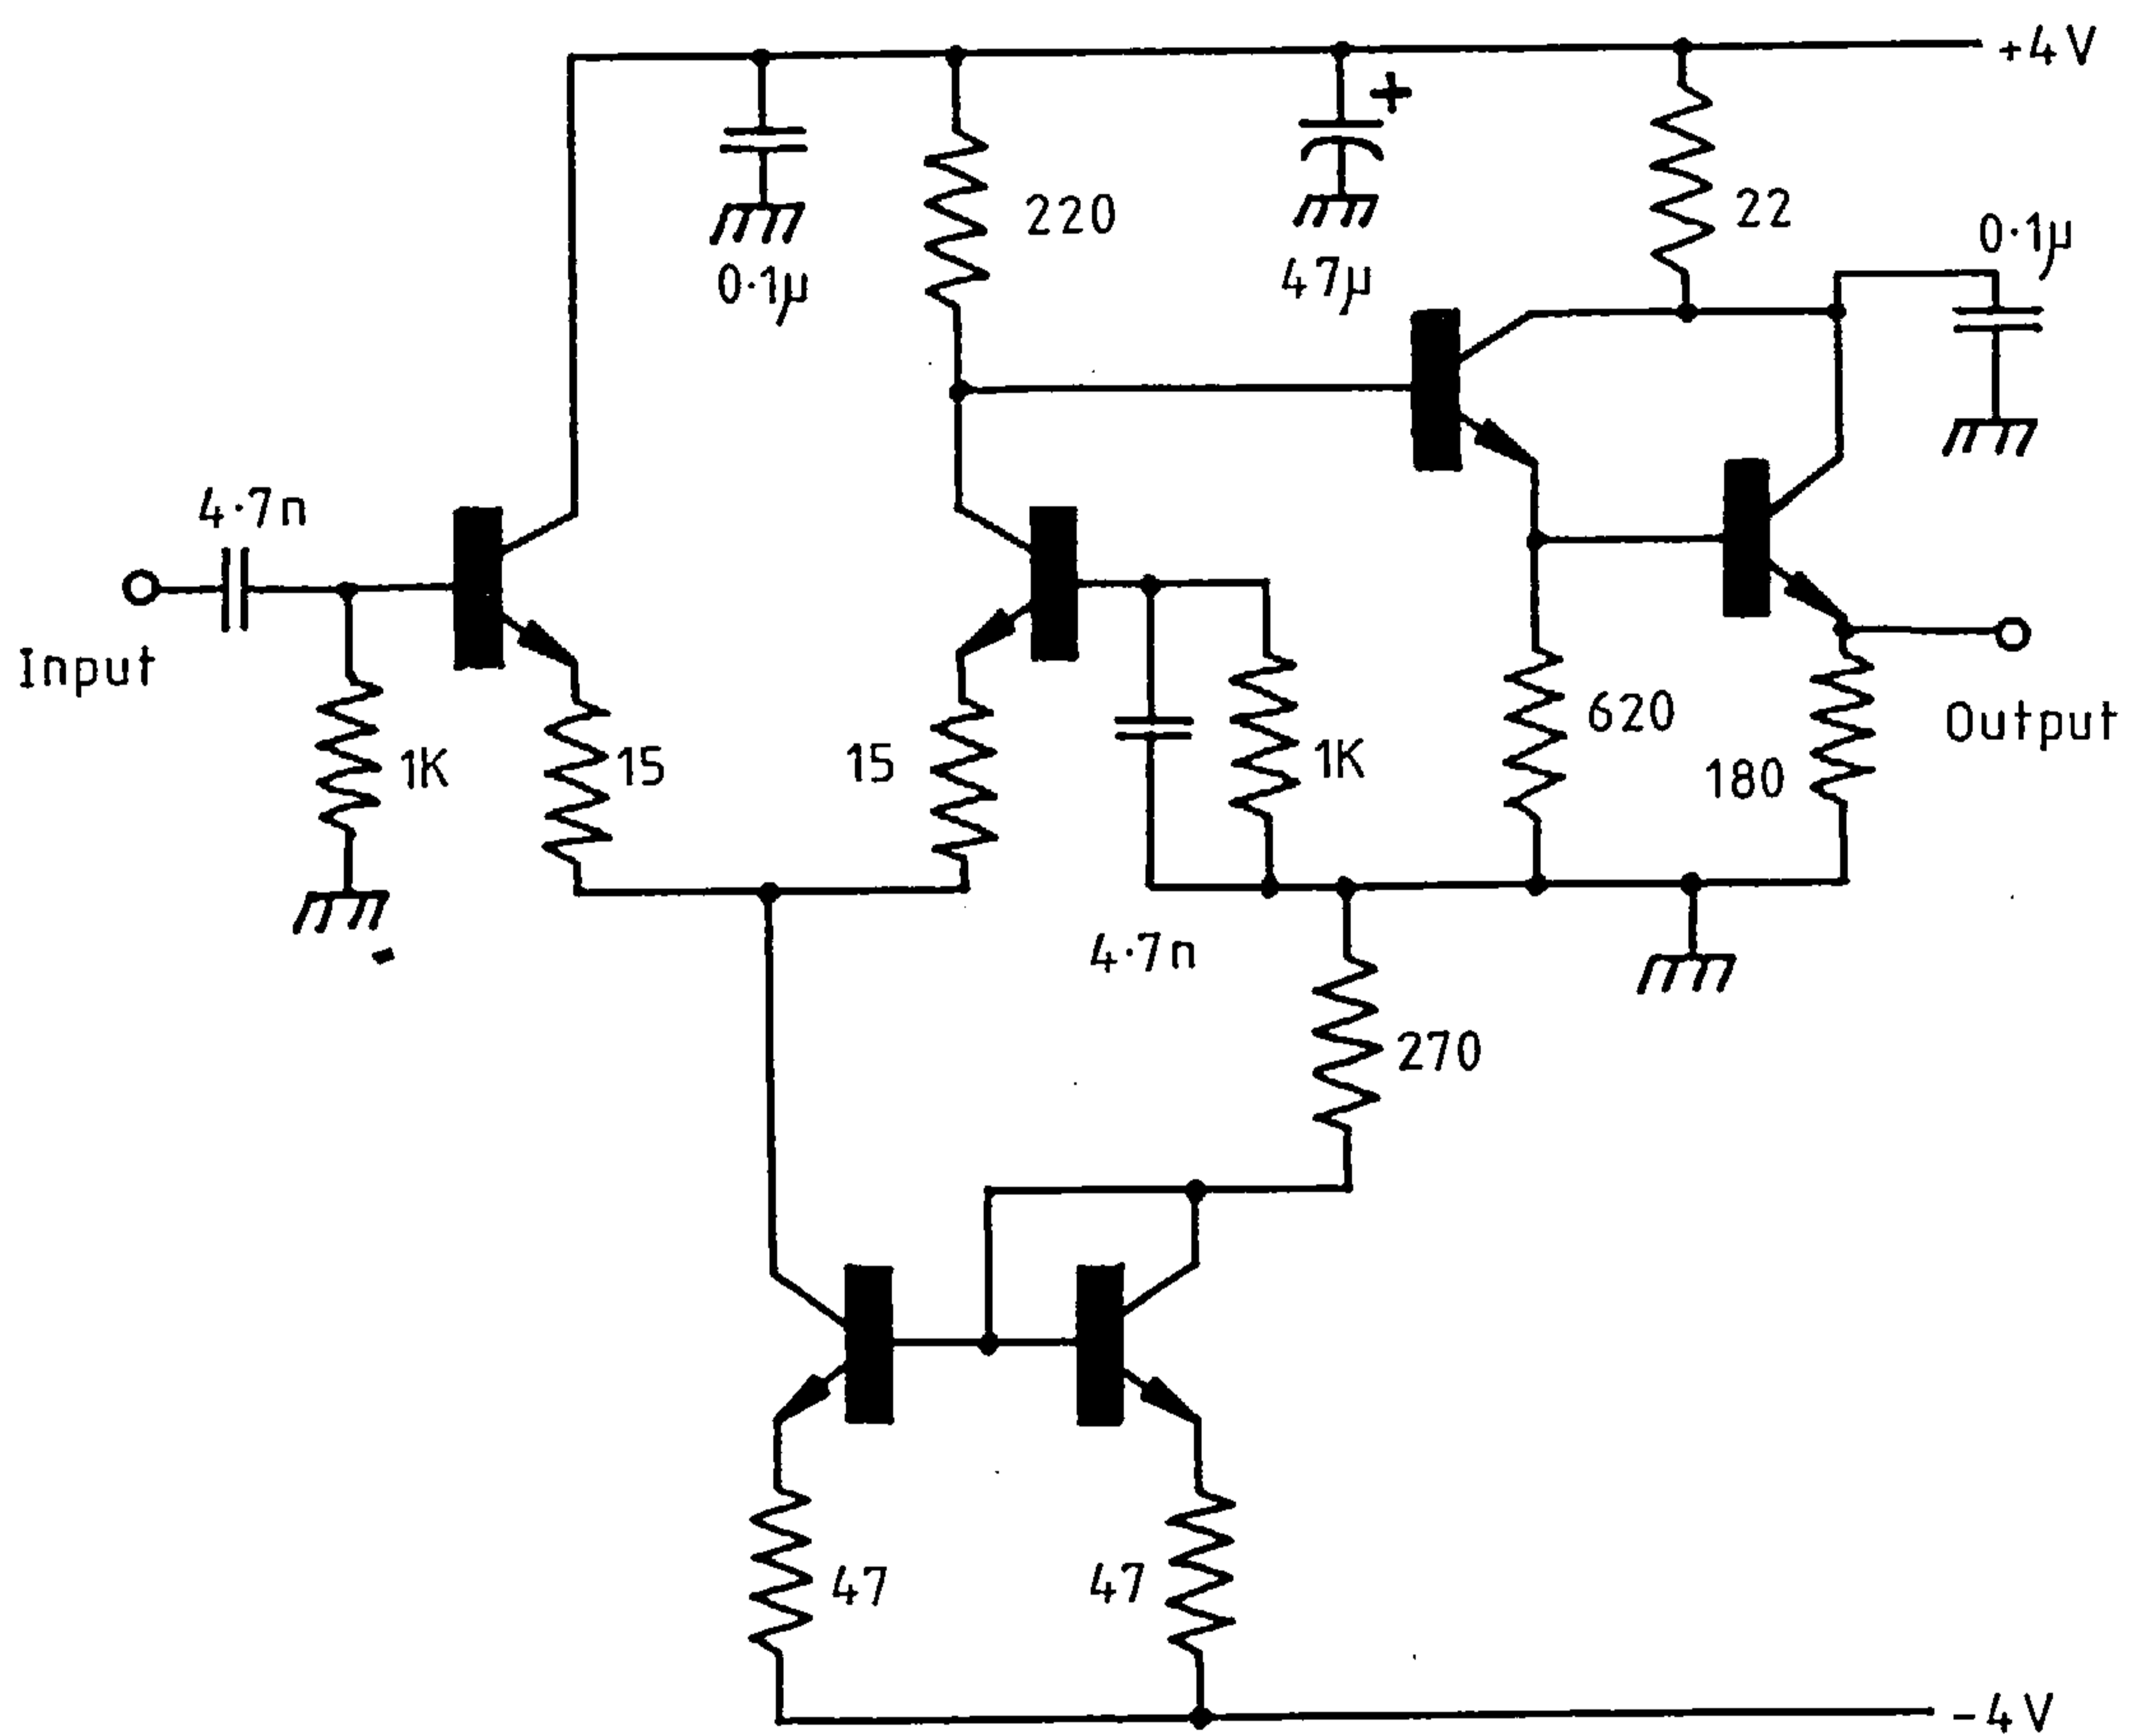 +4V
220
22
0·1μ
0·1μ
47μ
4·7n
Input
1K
15
15
1K
620
180
Output
4·7n
270
47
47
-4V